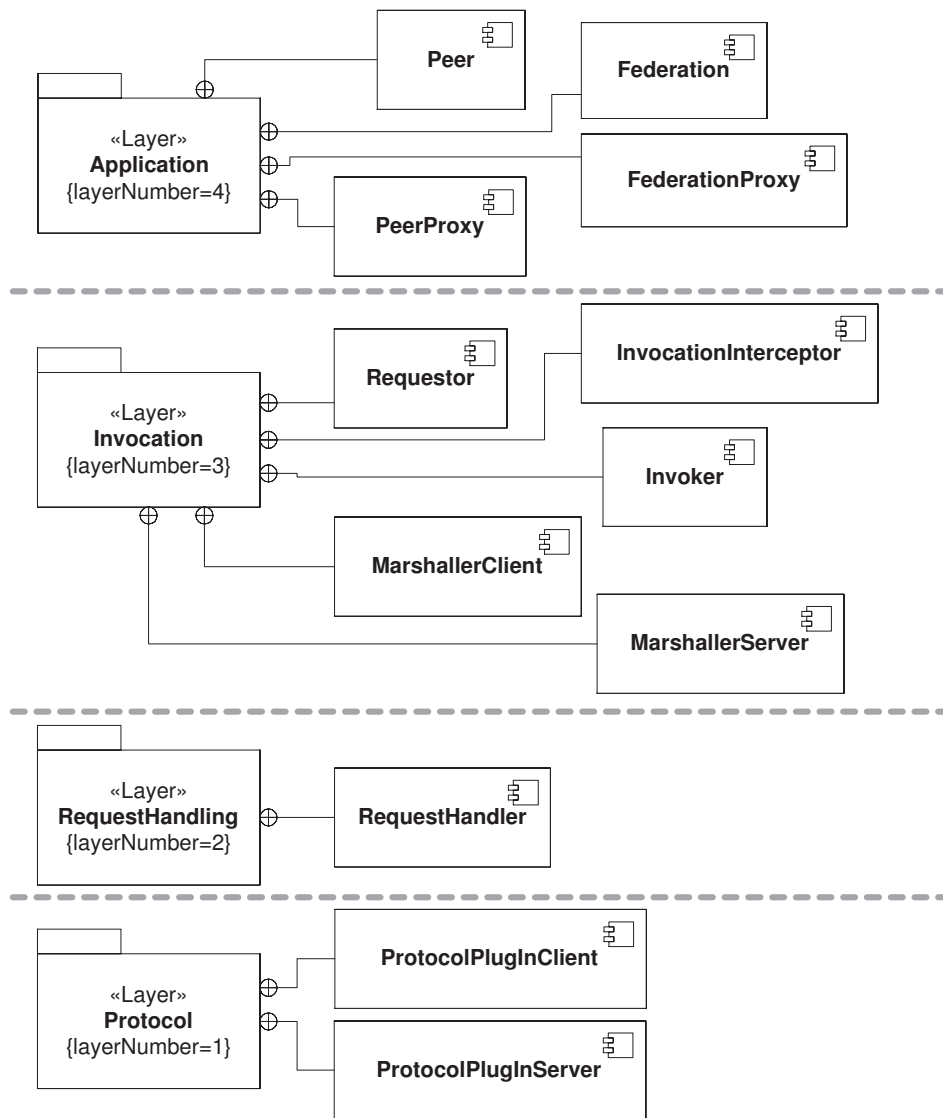 Peer
Federation
«Layer»
Application
{layerNumber=4}
FederationProxy
PeerProxy
InvocationInterceptor
Requestor
«Layer»
Invocation
{layerNumber=3}
Invoker
MarshallerClient
MarshallerServer
«Layer»
RequestHandling
{layerNumber=2}
RequestHandler
ProtocolPlugInClient
«Layer»
Protocol
{layerNumber=1}
ProtocolPlugInServer